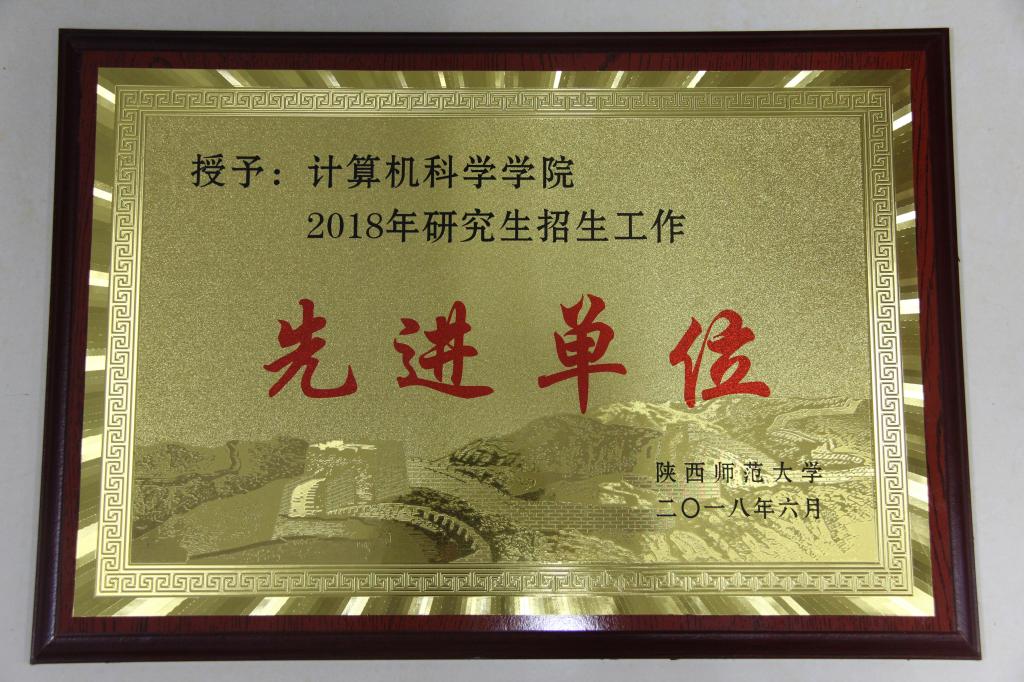 授予：计算机科学学院
2018年研究生招生工作
先进单位
陕西师范大学
二〇一八年六月